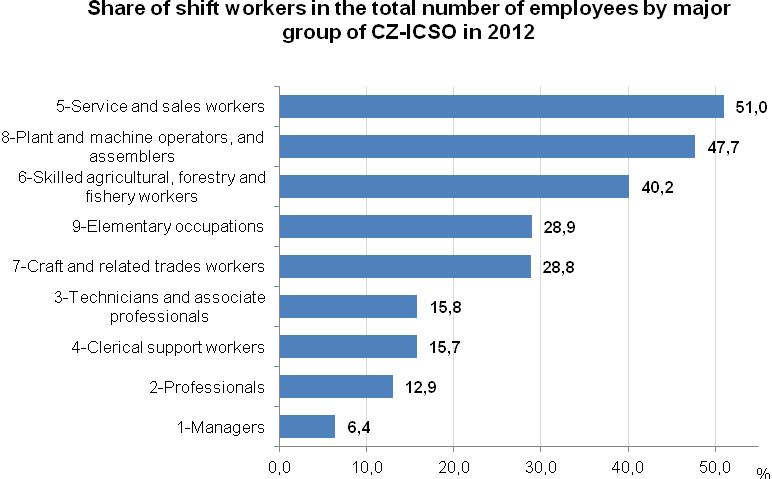 Share of shift workers in the total number of employees by major
group of CZ-ICSO in 2012
5-Service and sales workers
51,0
8-Plant and machine operators, and
assemblers
47,7
6-Skilled agricultural, forestry and
fishery workers
40,2
9-Elementary occupations
28,9
7-Craft and related trades workers
28,8
3-Technicians and associate
professionals
15,8
4-Clerical support workers
15,7
2-Professionals
12,9
1-Managers
6,4
0,0 10,0 20,0 30,0 40,0 50,0
%